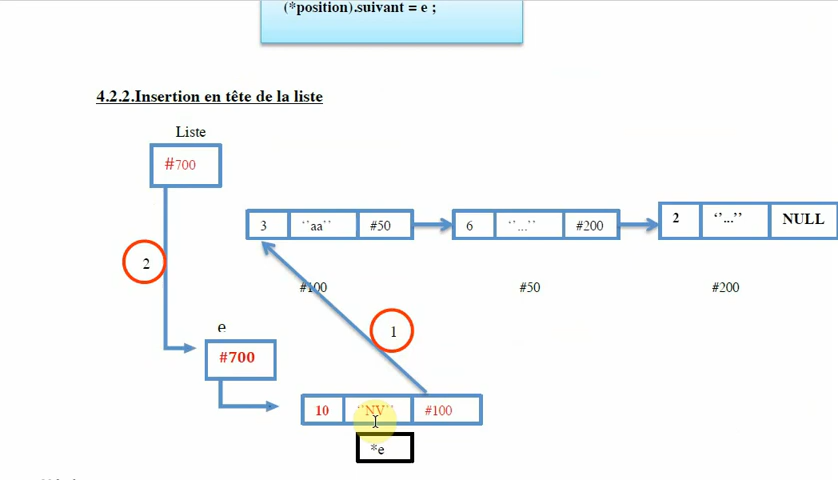 (*position).suivant = e ;
4.2.2.Insertion en tête de la liste
Liste
#700
3 ‘‘aa’’ #50
6 ‘‘...’’ #200
2 ‘‘...’’ NULL
2
#100 #50 #200
e
1
#700
10 ‘‘NV’’ #100
*e